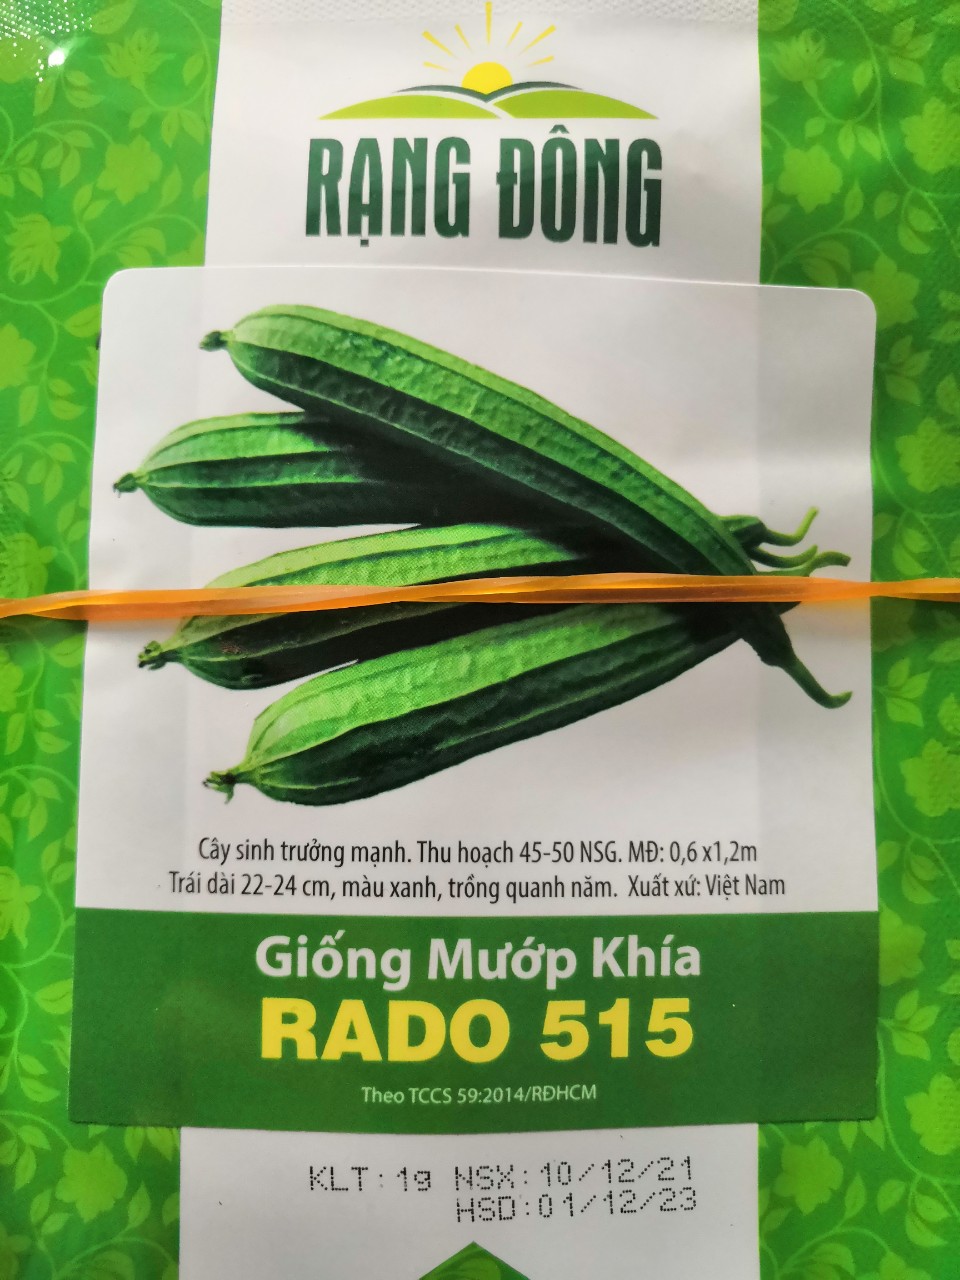 RẠNG ĐÔNG
Cây sinh trưởng mạnh. Thu hoạch 45-50 NSG. MĐ: 0,6 x1,2m
Trái dài 22-24 cm, màu xanh, trồng quanh năm. Xuất xứ: Việt Nam
Giống Mướp Khía
RADO 515
Theo TCCS 59:2014/RĐHCM
KLT: 1g NSX: 10/12/21
HSD: 01/12/23